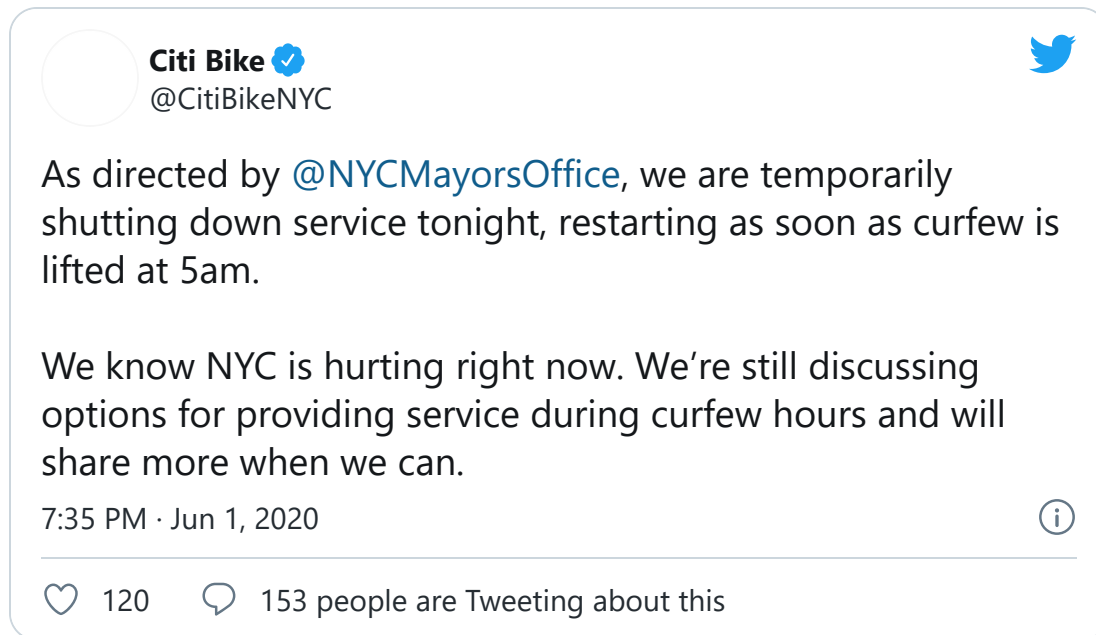 Citi Bike
@CitiBikeNYC
As directed by @NYCMayorsOffice, we are temporarily
shutting down service tonight, restarting as soon as curfew is
lifted at 5am.
We know NYC is hurting right now. We’re still discussing
options for providing service during curfew hours and will
share more when we can.
7:35 PM · Jun 1, 2020
120 153 people are Tweeting about this